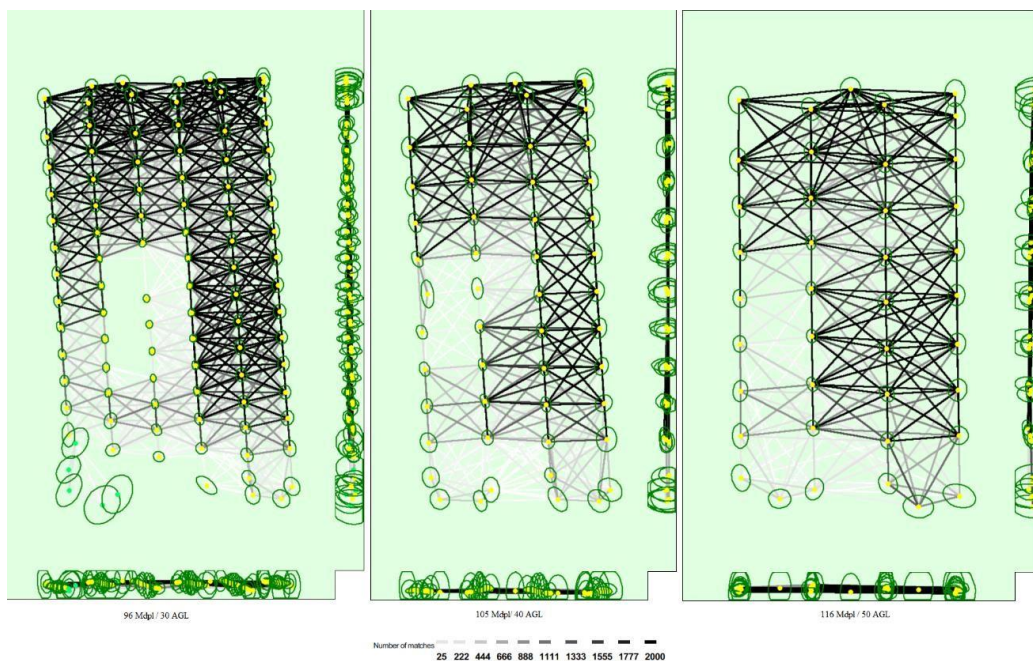 96 Mdpl / 30 AGL
105 Mdpl/ 40 AGL
116 Mdpl / 50 AGL
Number of matches
25 222 444 666 888 1111 1333 1555 1777 2000